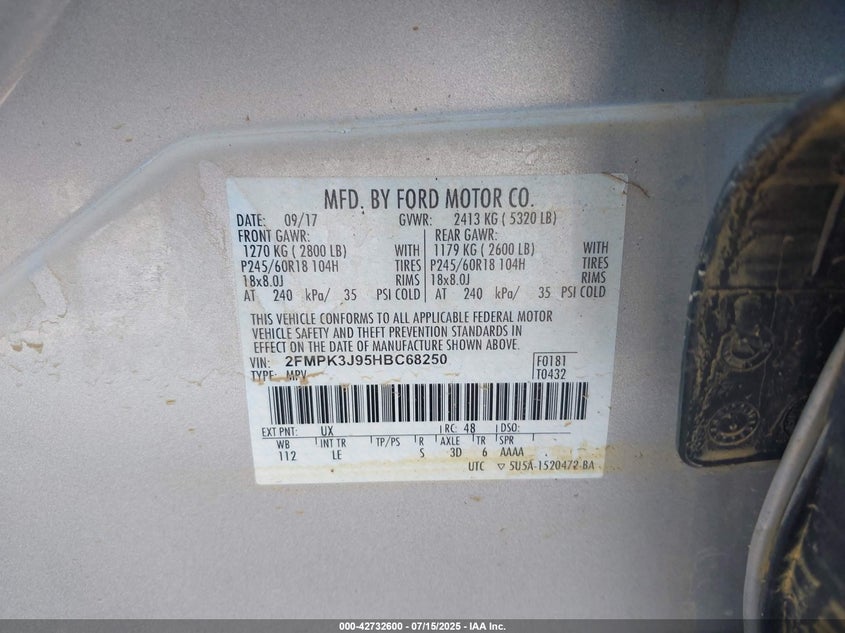 MFD. BY FORD MOTOR CO.
DATE: 09/17 GVWR: 2413 KG ( 5320 LB)
FRONT GAWR: REAR GAWR:
1270 KG ( 2800 LB) WITH 1179 KG ( 2600 LB) WITH
P245/60R18 104H TIRES P245/60R18 104H TIRES
18x8.0J RIMS 18x8.0J RIMS
AT 240 kPa/ 35 PSI COLD AT 240 kPa/ 35 PSI COLD
THIS VEHICLE CONFORMS TO ALL APPLICABLE FEDERAL MOTOR
VEHICLE SAFETY AND THEFT PREVENTION STANDARDS IN
EFFECT ON THE DATE OF MANUFACTURE SHOWN ABOVE.
VIN: 2FMPK3J95HBC68250 F0181
TYPE: MPV T0432
EXT PNT: UX RC: 48 DSO:
WB INT TR TP/PS R AXLE TR SPR
112 LE S 3D 6 AAAA
UTC ▽ 5U5A-1520472-BA
000-42732600 - 07/15/2025 - IAA Inc.